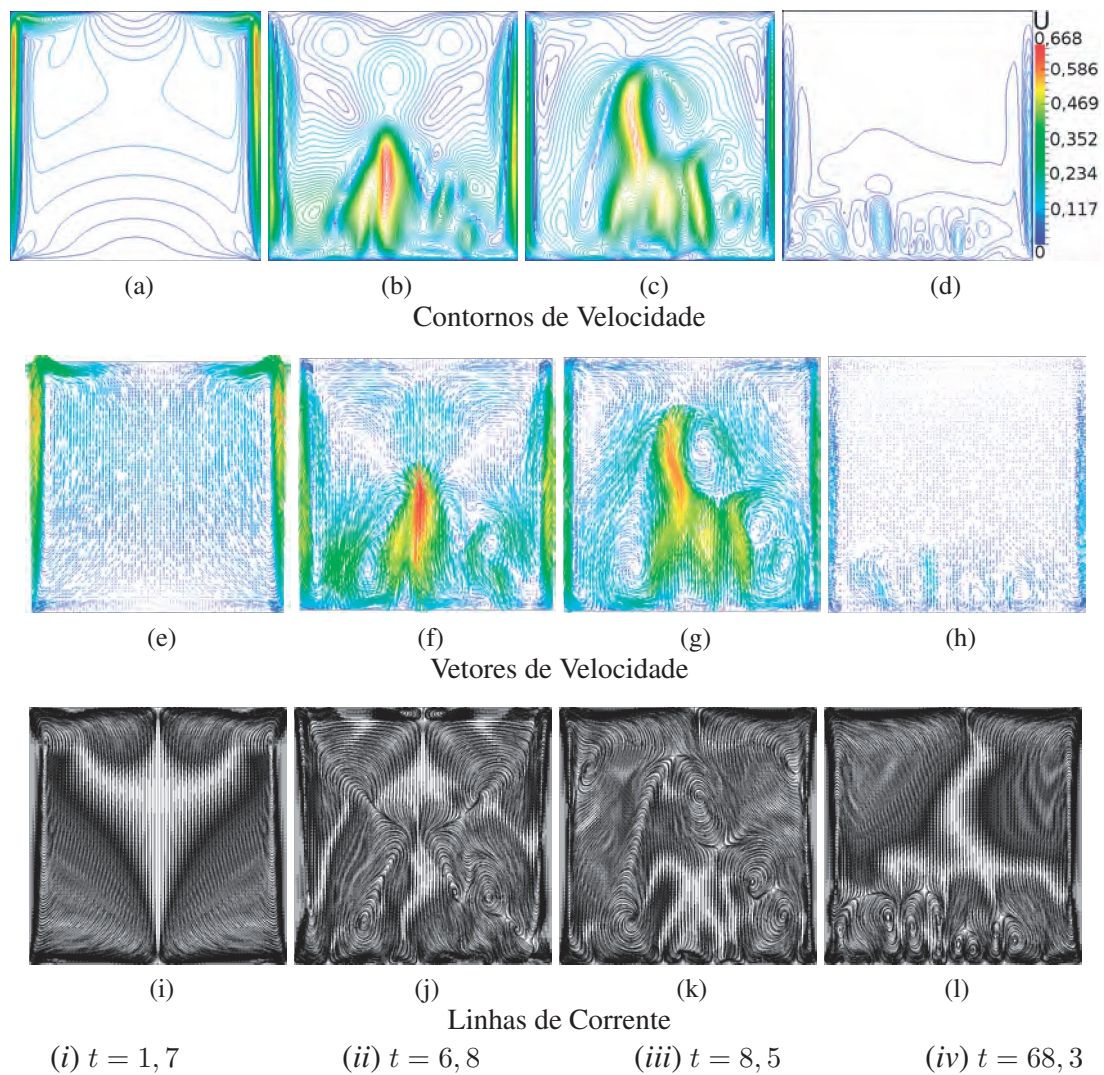 U
0,668
0,586
0,469
0,352
0,234
0,117
0
(a) (b) (c) (d)
Contornos de Velocidade
(e) (f) (g) (h)
Vetores de Velocidade
(i) (j) (k) (l)
Linhas de Corrente
(i) t = 1, 7 (ii) t = 6, 8 (iii) t = 8, 5 (iv) t = 68, 3